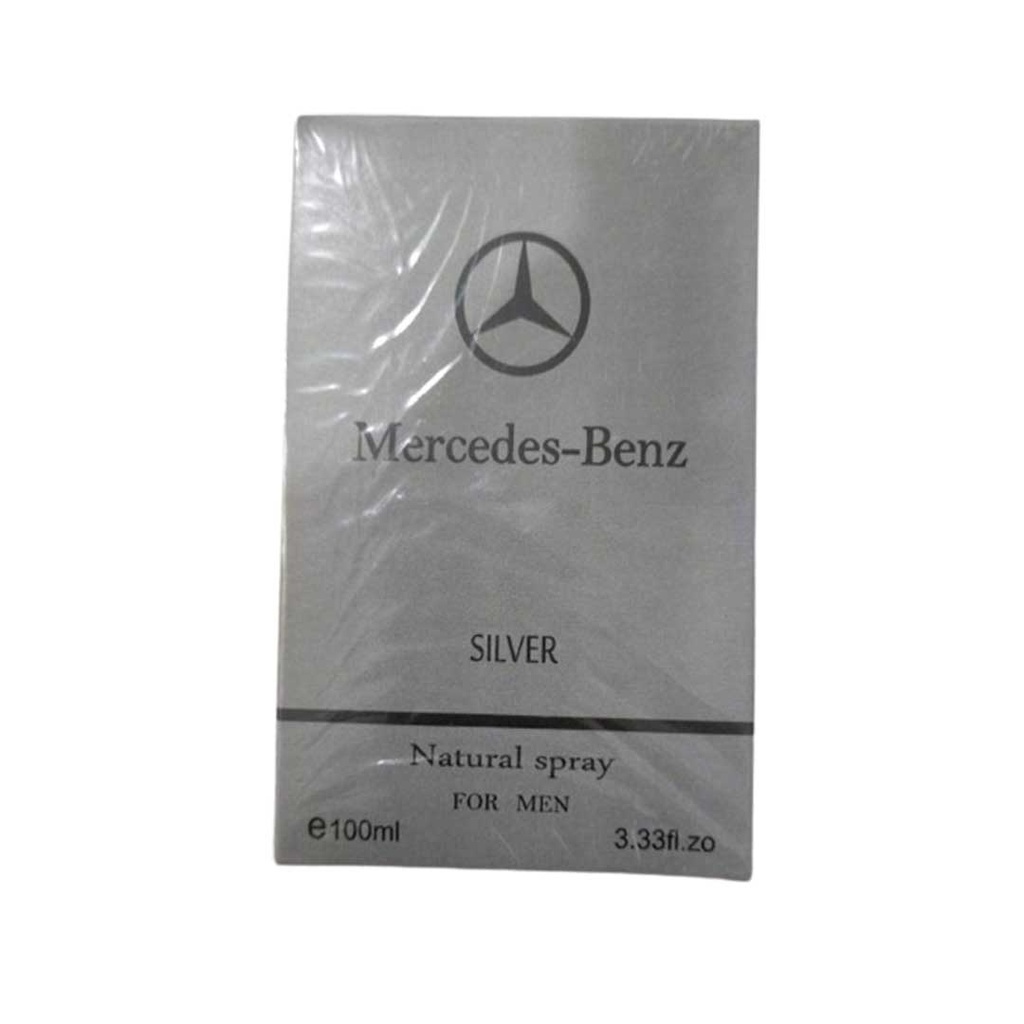 Mercedes-Benz
SILVER
Natural spray
FOR MEN
e100ml 3.33fl.zo